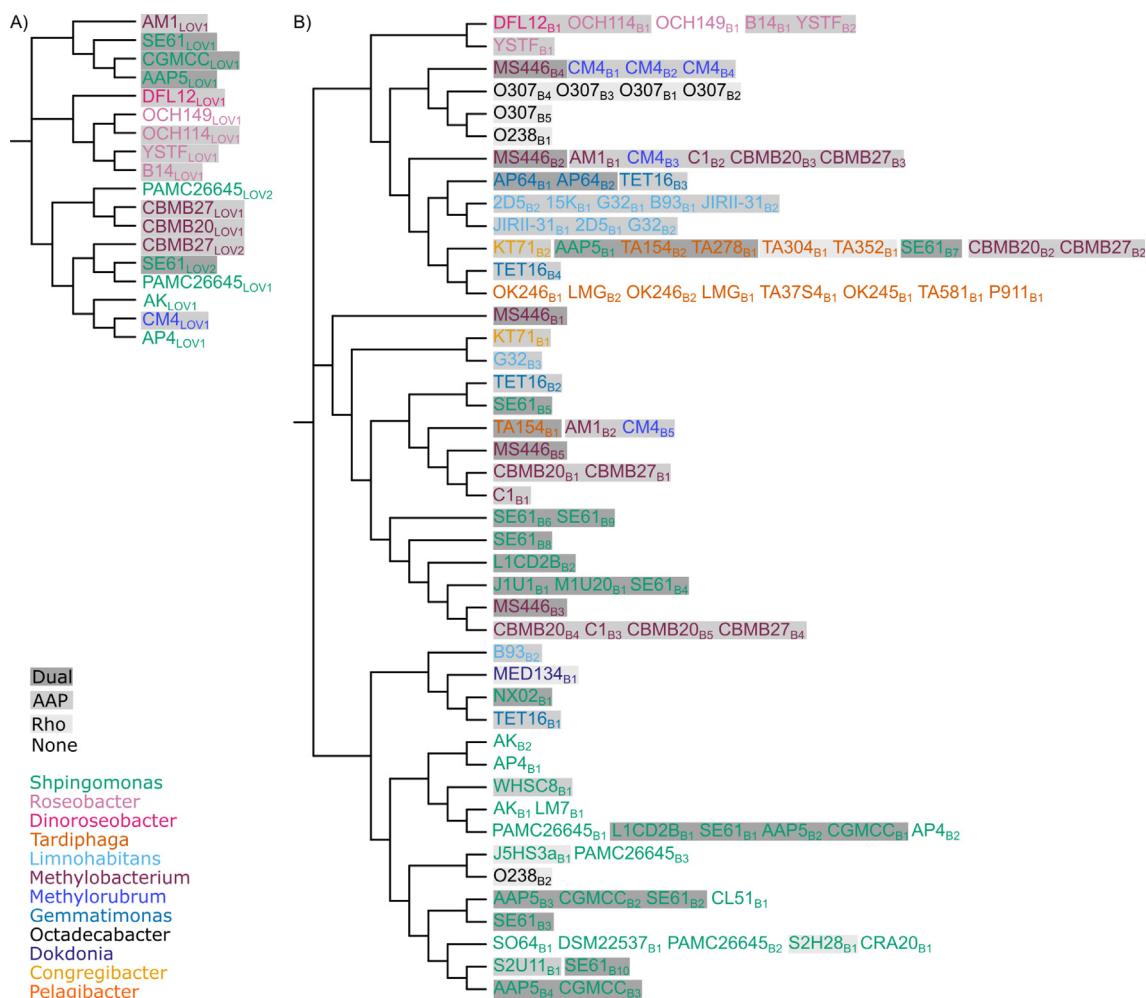 A)
AM1LOV1
SE61LOV1
CGMCCLOV1
AAP5LOV1
DFL12LOV1
OCH149LOV1
OCH114LOV1
YSTFLOV1
B14LOV1
PAMC26645LOV2
CBMB27LOV1
CBMB20LOV1
CBMB27LOV2
SE61LOV2
PAMC26645LOV1
AKLOV1
CM4LOV1
AP4LOV1
Dual
AAP
Rho
None
Shpingomonas
Roseobacter
Dinoroseobacter
Tardiphaga
Limnohabitans
Methylobacterium
Methylorubrum
Gemmatimonas
Octadecabacter
Dokdonia
Congregibacter
Pelagibacter
B)
DFL12B1 OCH114B1 OCH149B1 B14B1 YSTFB2
YSTFB1
MS446B4 CM4B1 CM4B2 CM4B4
O307B4 O307B3 O307B1 O307B2
O307B5
O238B1
MS446B2 AM1B1 CM4B3 C1B2 CBMB20B3 CBMB27B3
AP64B1 AP64B2 TET16B3
2D5B2 15KB1 G32B1 B93B1 JIRII-31B2
JIRII-31B1 2D5B1 G32B2
KT71B2 AAP5B1 TA154B2 TA278B1 TA304B1 TA352B1 SE61B7 CBMB20B2 CBMB27B2
TET16B4
OK246B1 LMGB2 OK246B2 LMGB1 TA37S4B1 OK245B1 TA581B1 P911B1
MS446B1
KT71B1
G32B3
TET16B2
SE61B5
TA154B1 AM1B2 CM4B5
MS446B5
CBMB20B1 CBMB27B1
C1B1
SE61B6 SE61B9
SE61B8
L1CD2BB2
J1U1B1 M1U20B1 SE61B4
MS446B3
CBMB20B4 C1B3 CBMB20B5 CBMB27B4
B93B2
MED134B1
NX02B1
TET16B1
AKB2
AP4B1
WHSC8B1
AKB1 LM7B1
PAMC26645B1 L1CD2BB1 SE61B1 AAP5B2 CGMCCB1 AP4B2
J5HS3aB1 PAMC26645B3
O238B2
AAP5B3 CGMCCB2 SE61B2 CL51B1
SE61B3
SO64B1 DSM22537B1 PAMC26645B2 S2H28B1 CRA20B1
S2U11B1 SE61B10
AAP5B4 CGMCCB3